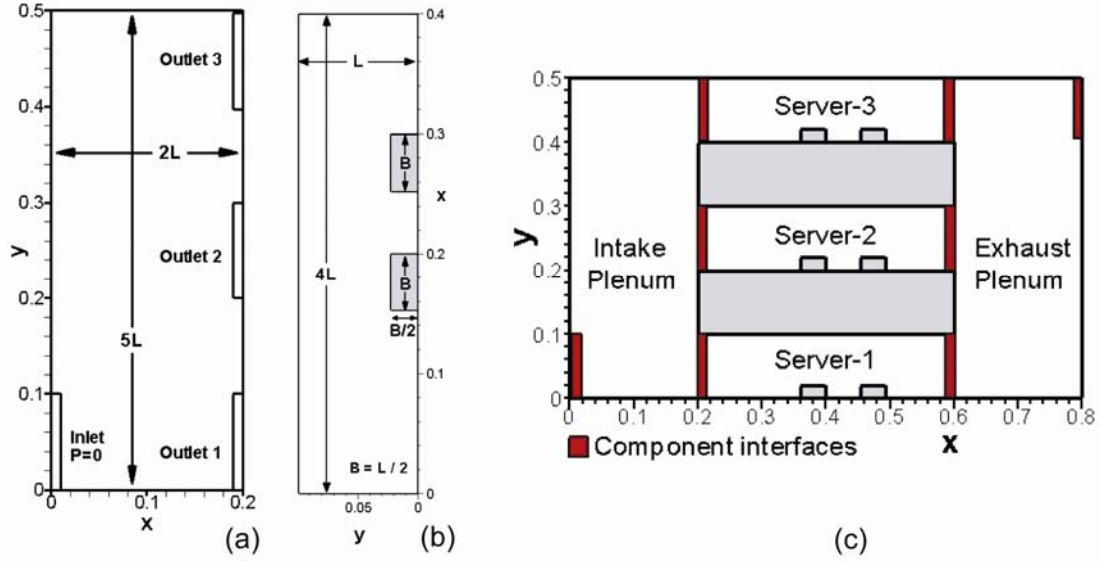 0.5
0.4
0.3
0.2
0.1
0
y
0
0.1
0.2
x
Outlet 3
2L
Outlet 2
5L
Inlet
P=0
Outlet 1
(a)
0.4
0.3
0.2
0.1
0
x
L
B
4L
B
B/2
B = L / 2
0.05
0
y
(b)
0.5
0.4
0.3
0.2
0.1
0
y
0
0.1
0.2
0.3
0.4
0.5
0.6
0.7
0.8
x
Server-3
Intake
Plenum
Server-2
Exhaust
Plenum
Server-1
Component interfaces
(c)